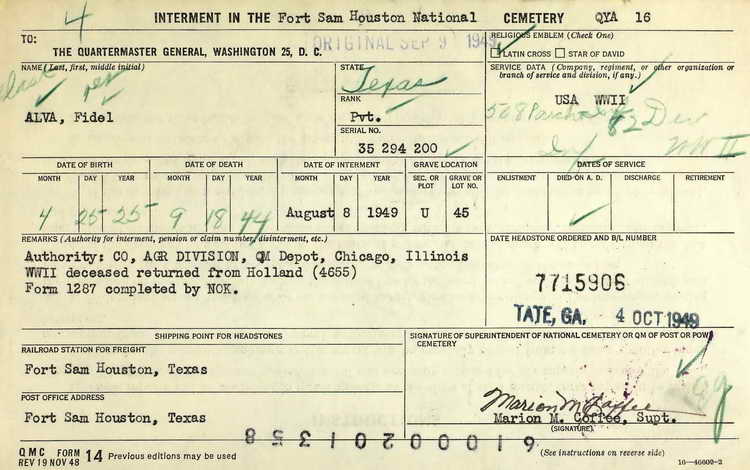 4
INTERMENT IN THE Fort Sam Houston National CEMETERY QYA 16
TO:
THE QUARTERMASTER GENERAL, WASHINGTON 25, D. C.
ORIGINAL SEP 9 1949
RELIGIOUS EMBLEM (Check One)
LATIN CROSS STAR OF DAVID
NAME (Last, first, middle initial)
ALVA, Fidel
STATE
Texas
RANK
Pvt.
SERIAL NO.
35 294 200
SERVICE DATA (Company, regiment, or other organization or
branch of service and division, if any.)
USA WWII
508 Parcht Inf 82 Div
WW II
DATE OF BIRTH
MONTH DAY YEAR
4 25 25
DATE OF DEATH
MONTH DAY YEAR
9 18 44
DATE OF INTERMENT
MONTH DAY YEAR
August 8 1949
GRAVE LOCATION
SEC. OR PLOT GRAVE OR LOT NO.
U 45
DATES OF SERVICE
ENLISTMENT DIED ON A. D. DISCHARGE RETIREMENT
REMARKS (Authority for interment, pension or claim number, disinterment, etc.)
Authority: CO, AGR DIVISION, QM Depot, Chicago, Illinois
WWII deceased returned from Holland (4655)
Form 1287 completed by NOK.
DATE HEADSTONE ORDERED AND B/L NUMBER
7715906
TATE, GA. 4 OCT 1949
SHIPPING POINT FOR HEADSTONES
RAILROAD STATION FOR FREIGHT
Fort Sam Houston, Texas
POST OFFICE ADDRESS
Fort Sam Houston, Texas
SIGNATURE OF SUPERINTENDENT OF NATIONAL CEMETERY OR QM OF POST OR POW
CEMETERY
Marion M. Coffee
Marion M. Coffee, Supt.
(SIGNATURE)
610000201358
QMC FORM
REV 19 NOV 48 14 Previous editions may be used
(See instructions on reverse side)
16—46600-2